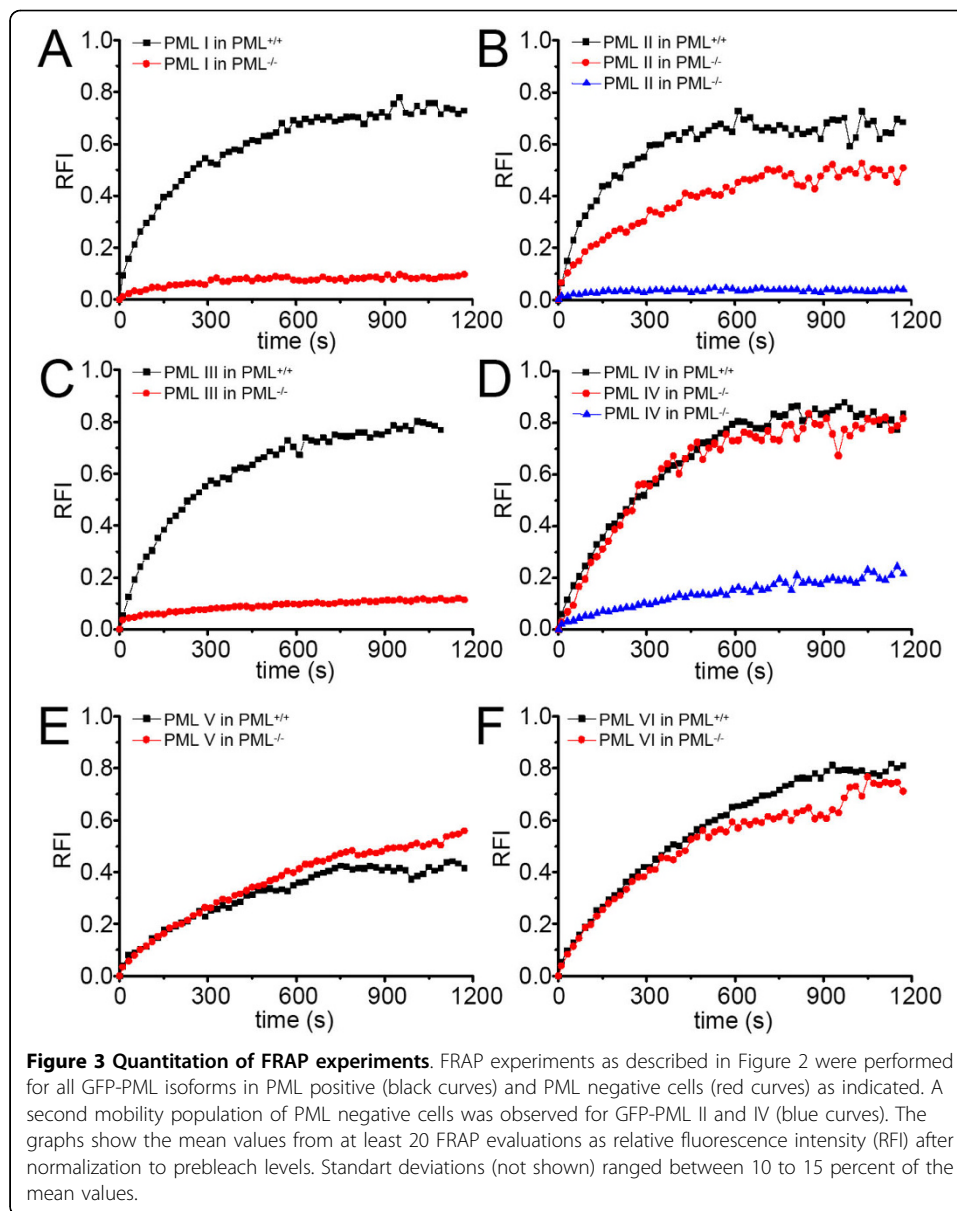 A
PML I in PML+/+
PML I in PML-/-
RFI
1.0
0.8
0.6
0.4
0.2
0.0
0 300 600 900 1200
time (s)
B
PML II in PML+/+
PML II in PML-/-
PML II in PML-/-
RFI
1.0
0.8
0.6
0.4
0.2
0.0
0 300 600 900 1200
time (s)
C
PML III in PML+/+
PML III in PML-/-
RFI
1.0
0.8
0.6
0.4
0.2
0.0
0 300 600 900 1200
time (s)
D
PML IV in PML+/+
PML IV in PML-/-
PML IV in PML-/-
RFI
1.0
0.8
0.6
0.4
0.2
0.0
0 300 600 900 1200
time (s)
E
PML V in PML+/+
PML V in PML-/-
RFI
1.0
0.8
0.6
0.4
0.2
0.0
0 300 600 900 1200
time (s)
F
PML VI in PML+/+
PML VI in PML-/-
RFI
1.0
0.8
0.6
0.4
0.2
0.0
0 300 600 900 1200
time (s)
Figure 3 Quantitation of FRAP experiments. FRAP experiments as described in Figure 2 were performed
for all GFP-PML isoforms in PML positive (black curves) and PML negative cells (red curves) as indicated. A
second mobility population of PML negative cells was observed for GFP-PML II and IV (blue curves). The
graphs show the mean values from at least 20 FRAP evaluations as relative fluorescence intensity (RFI) after
normalization to prebleach levels. Standart deviations (not shown) ranged between 10 to 15 percent of the
mean values.